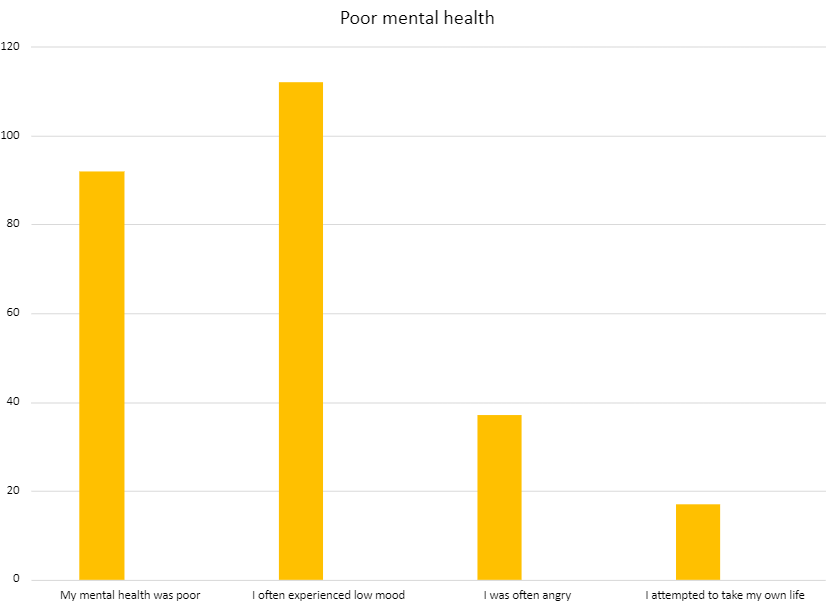 Poor mental health
120
100
80
60
40
20
0
My mental health was poor
I often experienced low mood
I was often angry
I attempted to take my own life